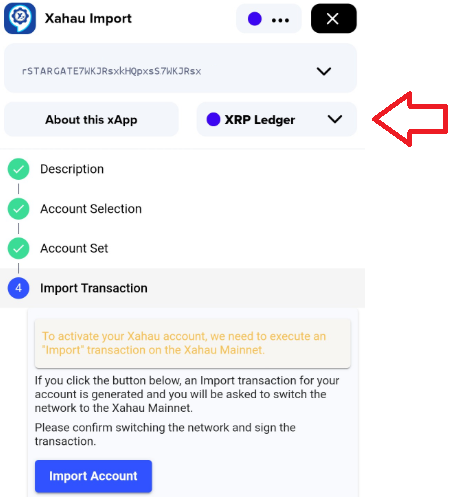 Xahau Import
rSTARGATE7WKJRsxkHQpxsS7WKJRsx
About this xApp
XRP Ledger
Description
Account Selection
Account Set
4
Import Transaction
To activate your Xahau account, we need to execute an
"Import" transaction on the Xahau Mainnet.
If you click the button below, an Import transaction for your
account is generated and you will be asked to switch the
network to the Xahau Mainnet.
Please confirm switching the network and sign the
transaction.
Import Account